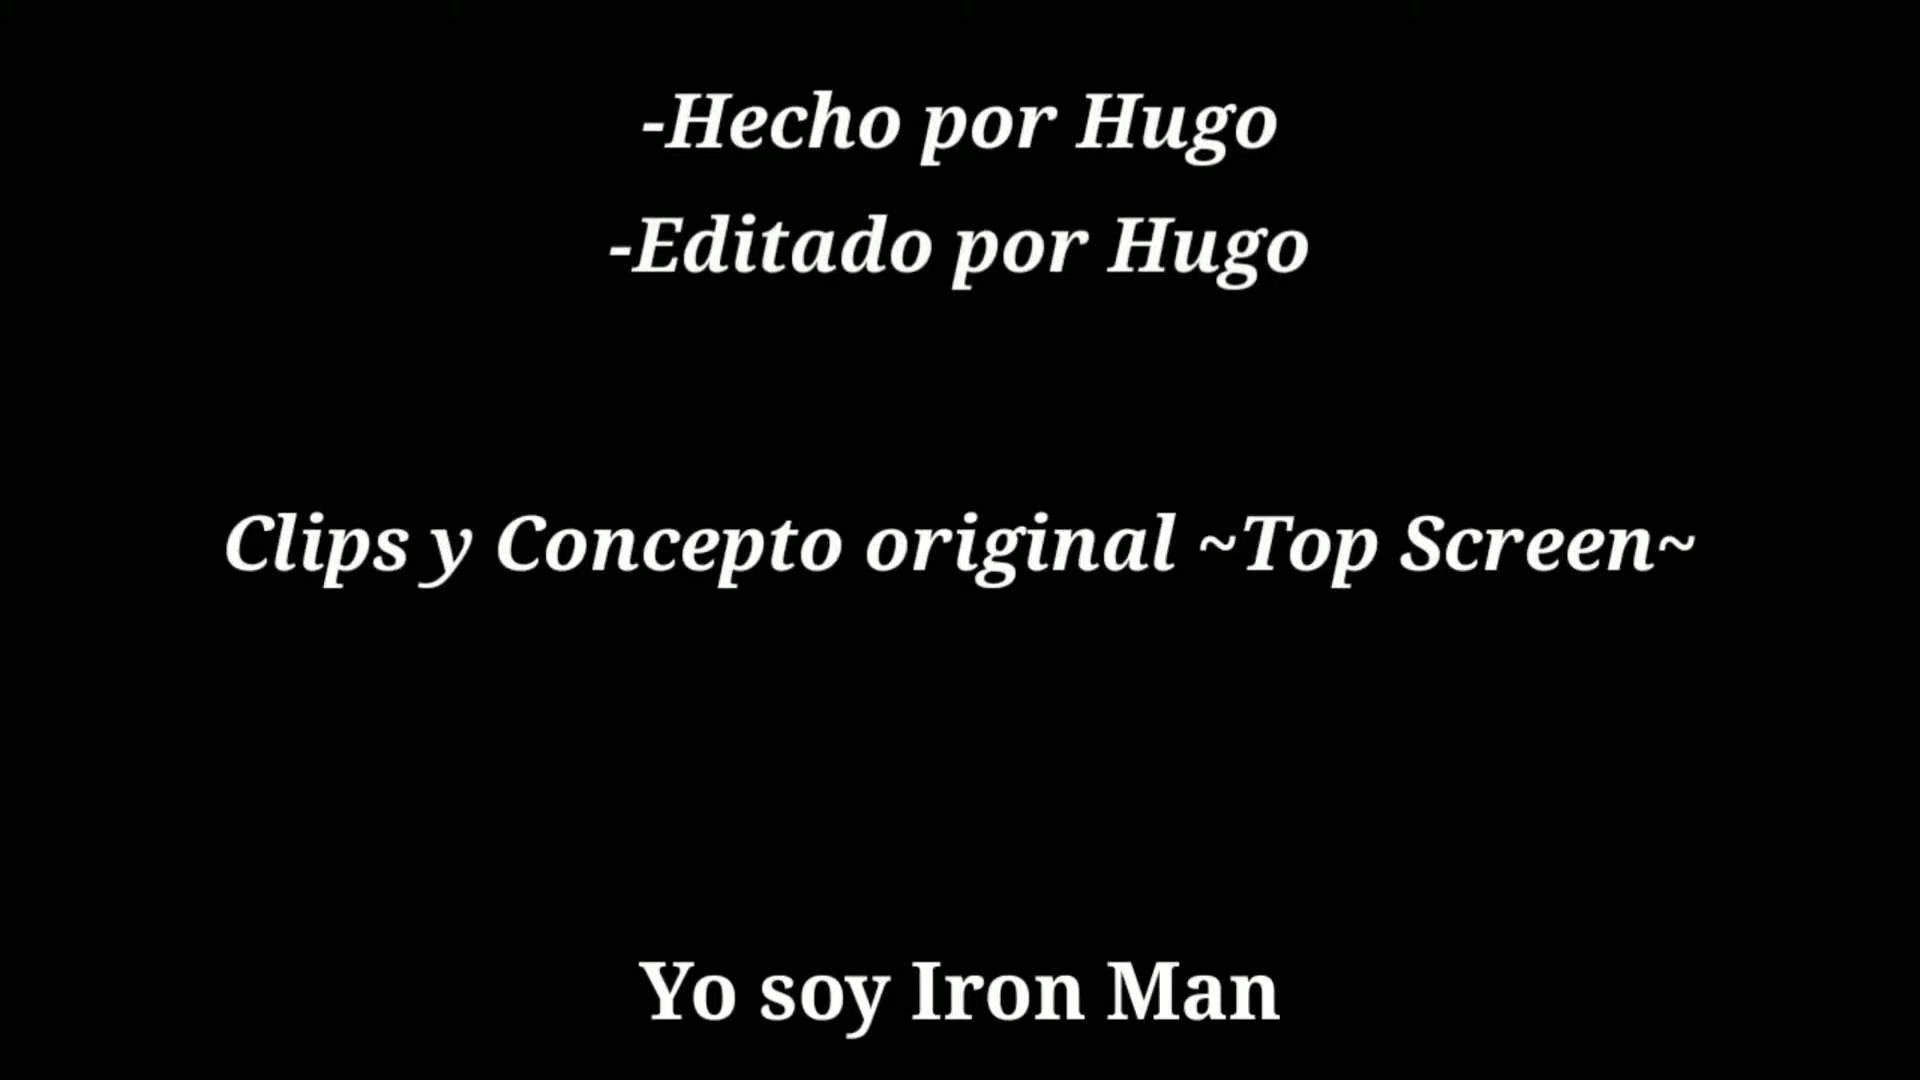 -Hecho por Hugo
-Editado por Hugo
Clips y Concepto original ~Top Screen~
Yo soy Iron Man